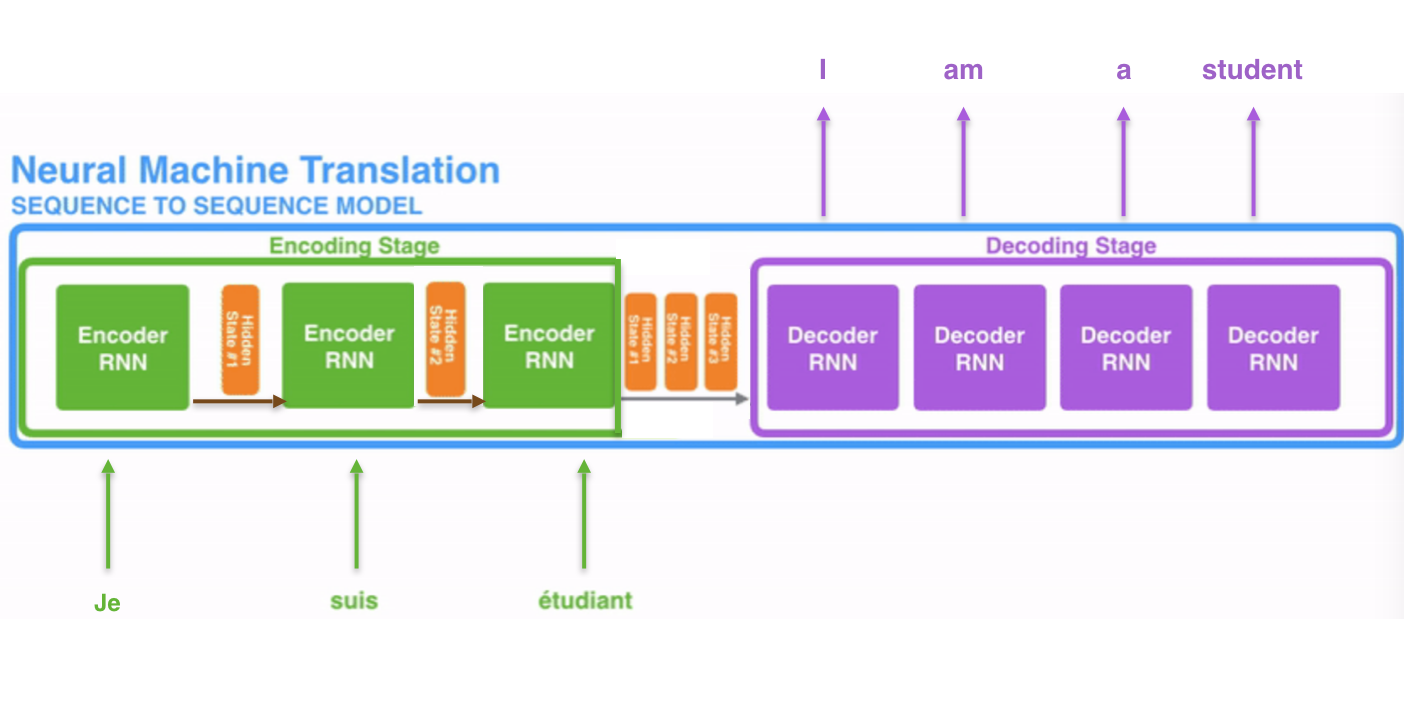 I am a student
Neural Machine Translation
SEQUENCE TO SEQUENCE MODEL
Encoding Stage
Decoding Stage
Encoder
RNN
Hidden
State #1
Encoder
RNN
Hidden
State #2
Encoder
RNN
Hidden
State #1
Hidden
State #2
Hidden
State #3
Decoder
RNN
Decoder
RNN
Decoder
RNN
Decoder
RNN
Je suis étudiant